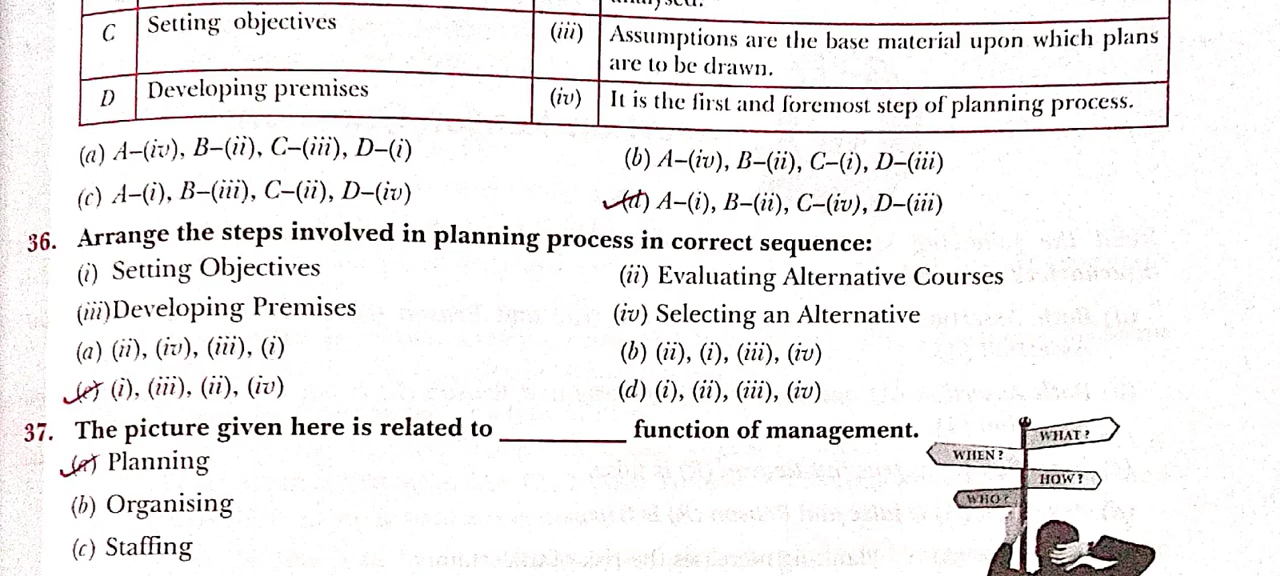 C Setting objectives (iii) Assumptions are the base material upon which plans
are to be drawn.
D Developing premises (iv) It is the first and foremost step of planning process.
(a) A–(iv), B–(ii), C–(iii), D–(i) (b) A–(iv), B–(ii), C–(i), D–(iii)
(c) A–(i), B–(iii), C–(ii), D–(iv) (d) A–(i), B–(ii), C–(iv), D–(iii)
36. Arrange the steps involved in planning process in correct sequence:
(i) Setting Objectives (ii) Evaluating Alternative Courses
(iii)Developing Premises (iv) Selecting an Alternative
(a) (ii), (iv), (iii), (i) (b) (ii), (i), (iii), (iv)
(c) (i), (iii), (ii), (iv) (d) (i), (ii), (iii), (iv)
37. The picture given here is related to ________ function of management.
(a) Planning
(b) Organising
(c) Staffing
WHAT?
WHEN?
HOW?
WHO?